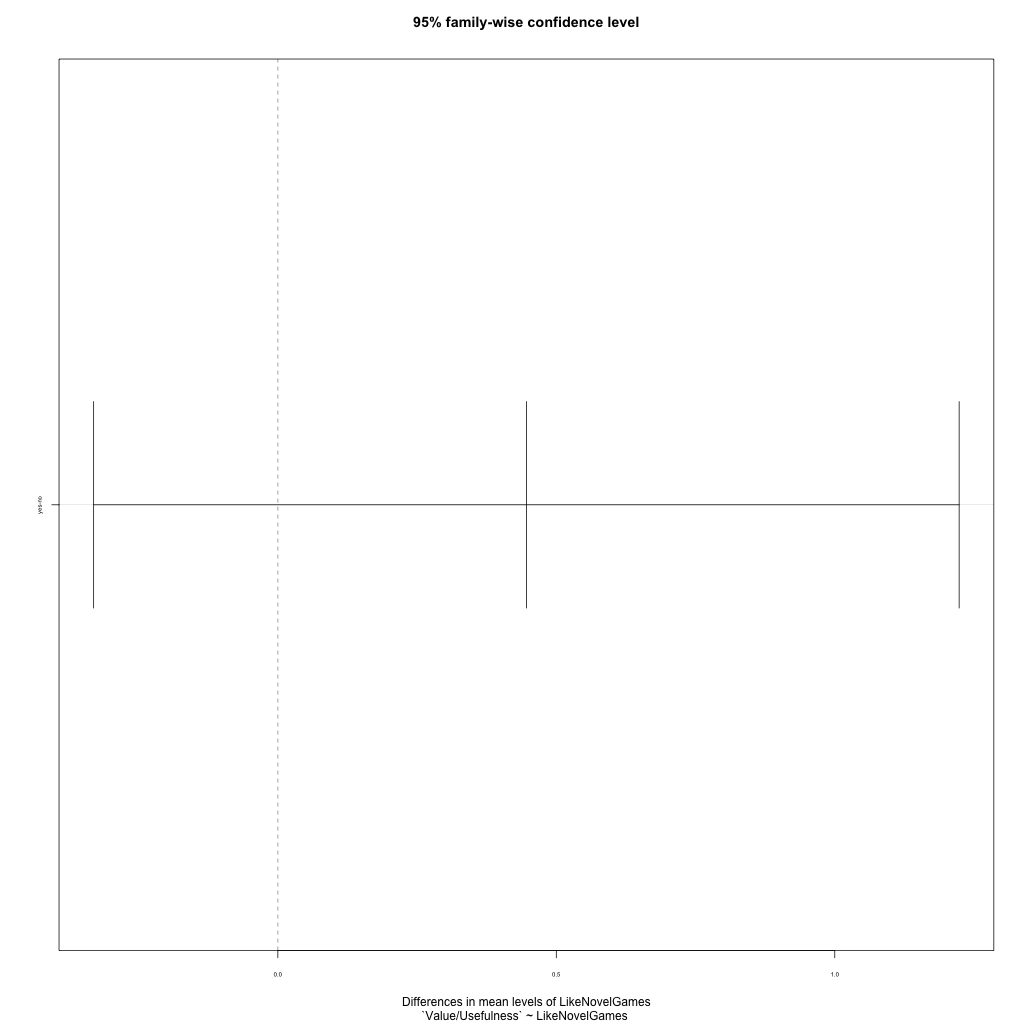 95% family-wise confidence level
yes-no
0.0 0.5 1.0
Differences in mean levels of LikeNovelGames
`Value/Usefulness` ~ LikeNovelGames